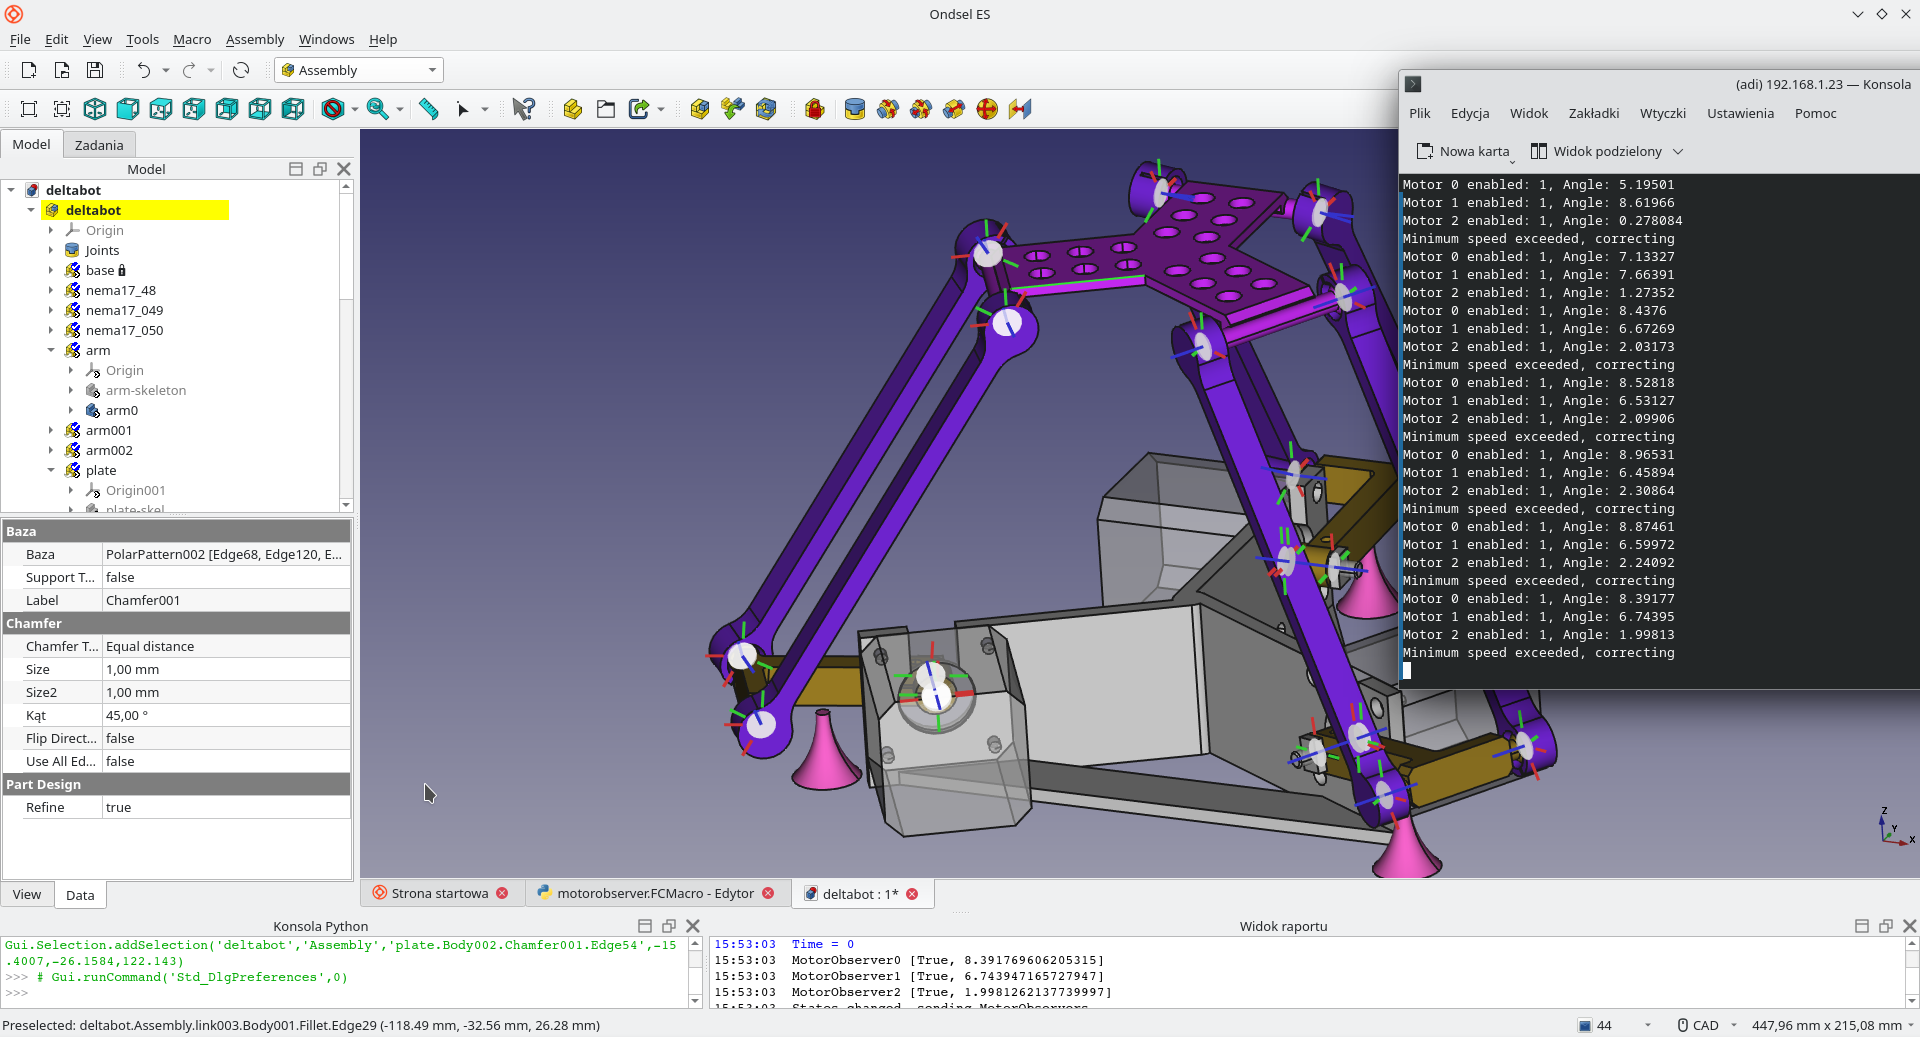 Ondsel ES
File Edit View Tools Macro Assembly Windows Help
Assembly
Model Zadania
Model
deltabot
deltabot
Origin
Joints
base
nema17_48
nema17_049
nema17_050
arm
Origin
arm-skeleton
arm0
arm001
arm002
plate
Origin001
plate-skel
Baza
Baza PolarPattern002 [Edge68, Edge120, E...
Support T... false
Label Chamfer001
Chamfer
Chamfer T... Equal distance
Size 1,00 mm
Size2 1,00 mm
Kąt 45,00 °
Flip Direct... false
Use All Ed... false
Part Design
Refine true
View Data
(adi) 192.168.1.23 — Konsola
Plik Edycja Widok Zakładki Wtyczki Ustawienia Pomoc
Nowa karta Widok podzielony
Motor 0 enabled: 1, Angle: 5.19501
Motor 1 enabled: 1, Angle: 8.61966
Motor 2 enabled: 1, Angle: 0.278084
Minimum speed exceeded, correcting
Motor 0 enabled: 1, Angle: 7.13327
Motor 1 enabled: 1, Angle: 7.66391
Motor 2 enabled: 1, Angle: 1.27352
Motor 0 enabled: 1, Angle: 8.4376
Motor 1 enabled: 1, Angle: 6.67269
Motor 2 enabled: 1, Angle: 2.03173
Minimum speed exceeded, correcting
Motor 0 enabled: 1, Angle: 8.52818
Motor 1 enabled: 1, Angle: 6.53127
Motor 2 enabled: 1, Angle: 2.09906
Minimum speed exceeded, correcting
Motor 0 enabled: 1, Angle: 8.96531
Motor 1 enabled: 1, Angle: 6.45894
Motor 2 enabled: 1, Angle: 2.30864
Minimum speed exceeded, correcting
Motor 0 enabled: 1, Angle: 8.87461
Motor 1 enabled: 1, Angle: 6.59972
Motor 2 enabled: 1, Angle: 2.24092
Minimum speed exceeded, correcting
Motor 0 enabled: 1, Angle: 8.39177
Motor 1 enabled: 1, Angle: 6.74395
Motor 2 enabled: 1, Angle: 1.99813
Minimum speed exceeded, correcting
Z
Y
X
Strona startowa motorobserver.FCMacro - Edytor deltabot : 1*
Konsola Python
Gui.Selection.addSelection('deltabot','Assembly','plate.Body002.Chamfer001.Edge54',-15
.4007,-26.1584,122.143)
>>> # Gui.runCommand('Std_DlgPreferences',0)
>>>
Widok raportu
15:53:03 Time = 0
15:53:03 MotorObserver0 [True, 8.391769606205315]
15:53:03 MotorObserver1 [True, 6.743947165727947]
15:53:03 MotorObserver2 [True, 1.9981262137739997]
15:53:03 States changed, sending MotorObservers
Preselected: deltabot.Assembly.link003.Body001.Fillet.Edge29 (-118.49 mm, -32.56 mm, 26.28 mm)
44 CAD 447,96 mm x 215,08 mm